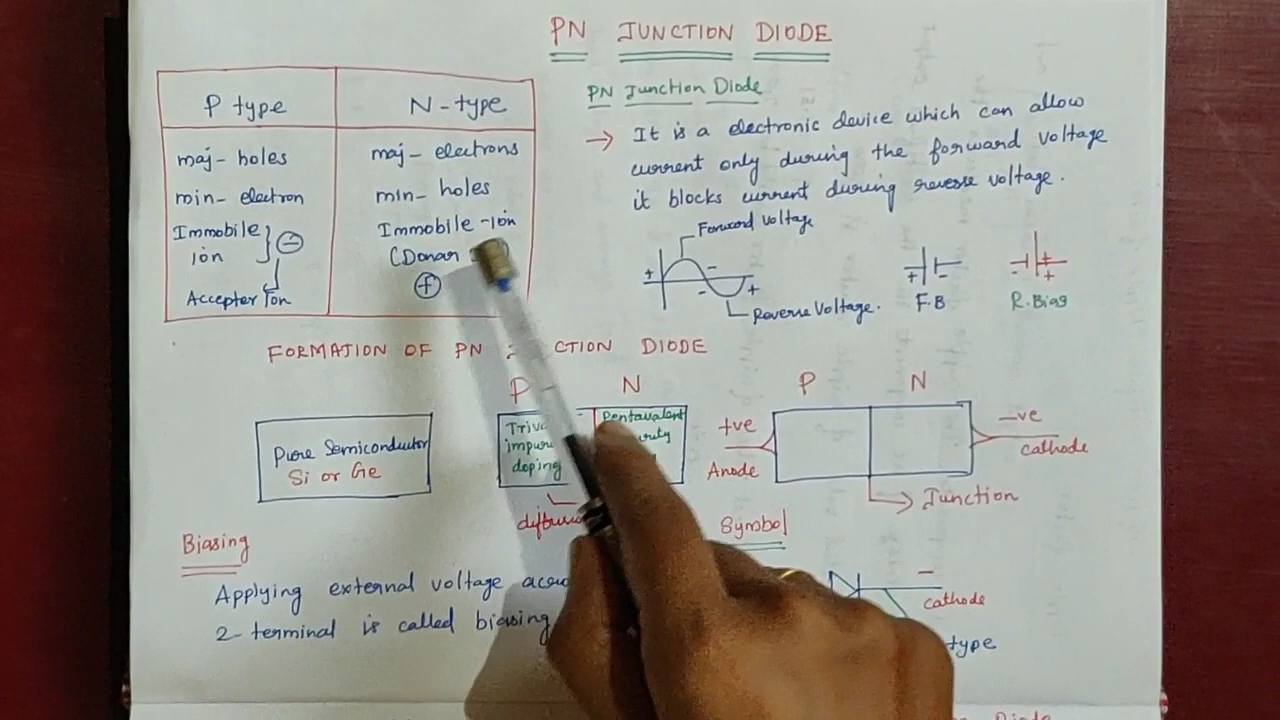 PN JUNCTION DIODE
P type
N-type
maj- holes
maj- electrons
min- electron
min- holes
Immobile
ion
-
Immobile -ion
(Donar
+
Accepter ion
PN Junction Diode
→ It is a electronic device which can allow
current only during the forward voltage
it blocks current during reverse voltage.
Forward voltage
+ -
- +
Reverse Voltage.
+ -
F.B
- +
+
R.Bias
FORMATION OF PN CTION DIODE
Pure Semiconductor
Si or Ge
P N
doping
Pentavalent
P N
+ve
Anode
-ve
cathode
Junction
Biasing
Applying external voltage
2-terminal is called biasing
Symbol
-
cathode
type